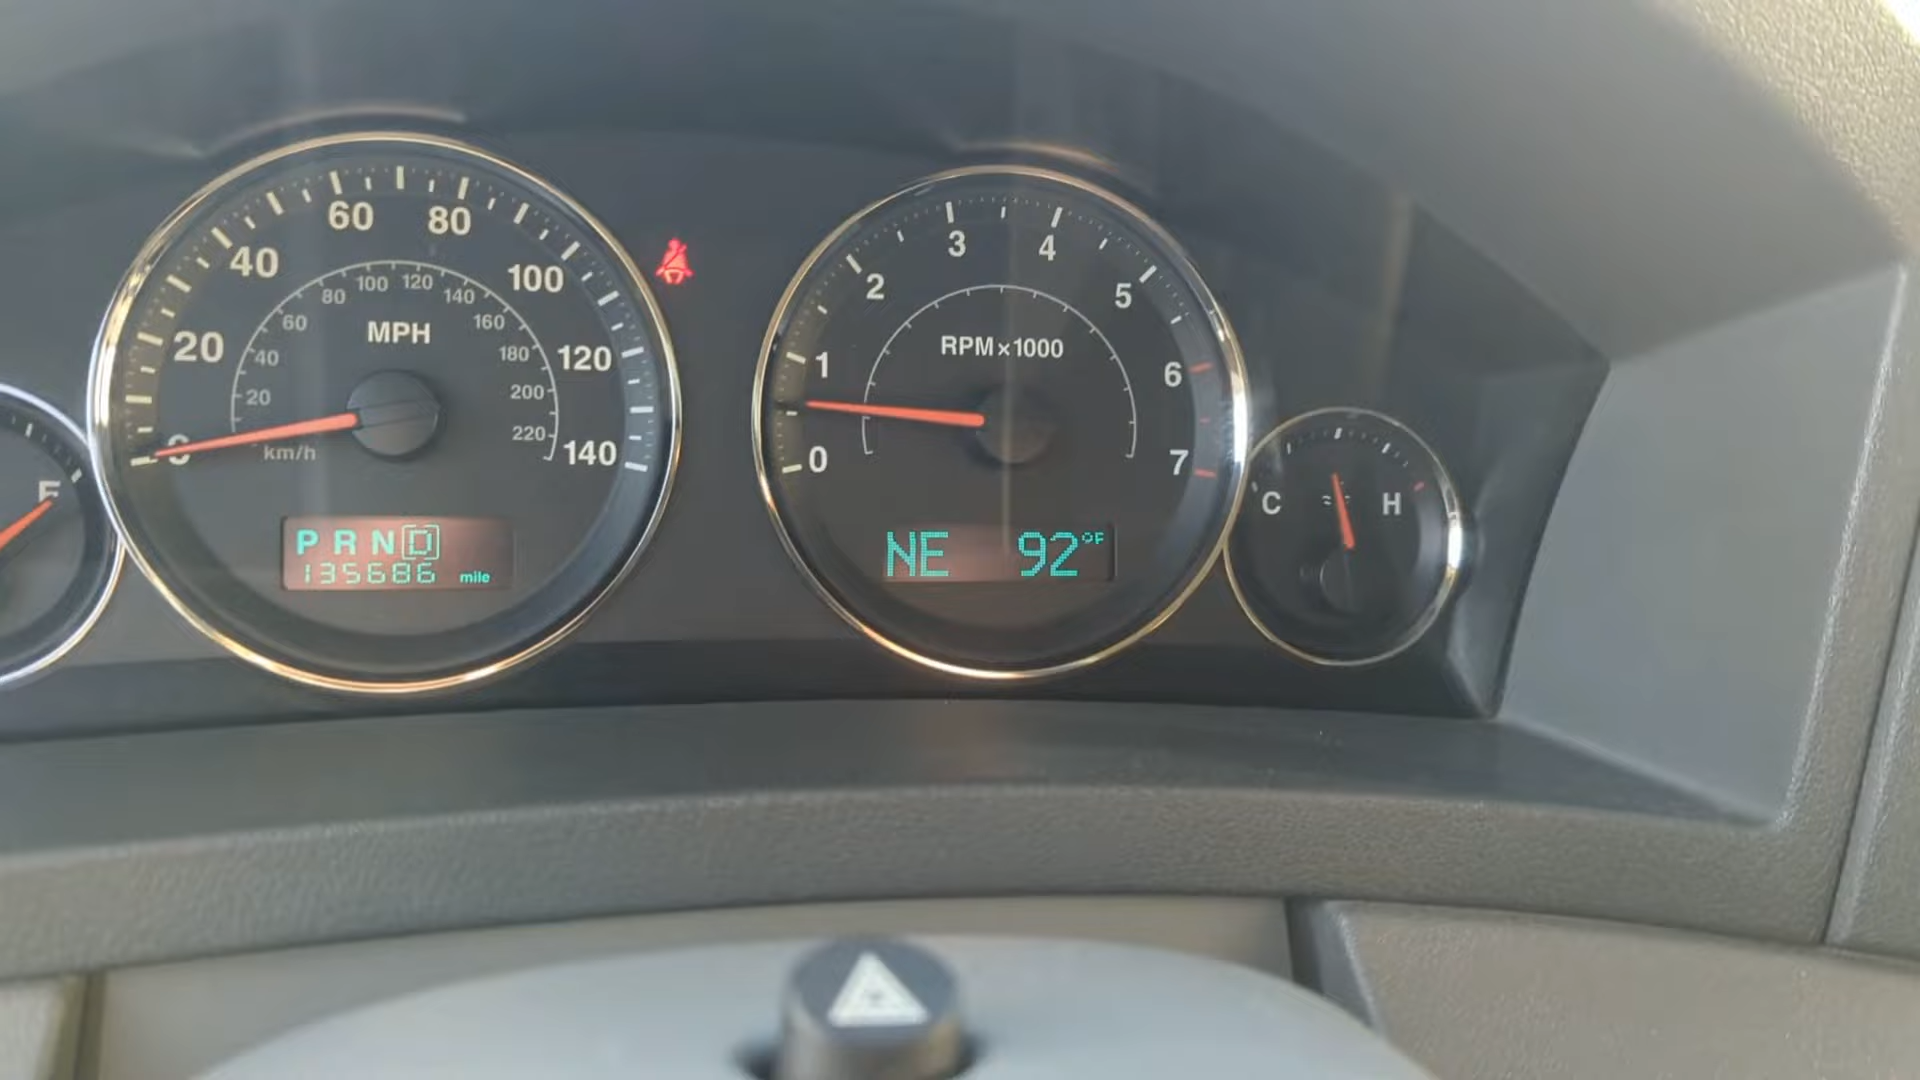 0 20 40 60 80 100 120 140
20 40 60 80 100 120 140 160 180 200 220
MPH
km/h
PRND
135686 mile
0 1 2 3 4 5 6 7
RPM×1000
NE 92°F
C H
F